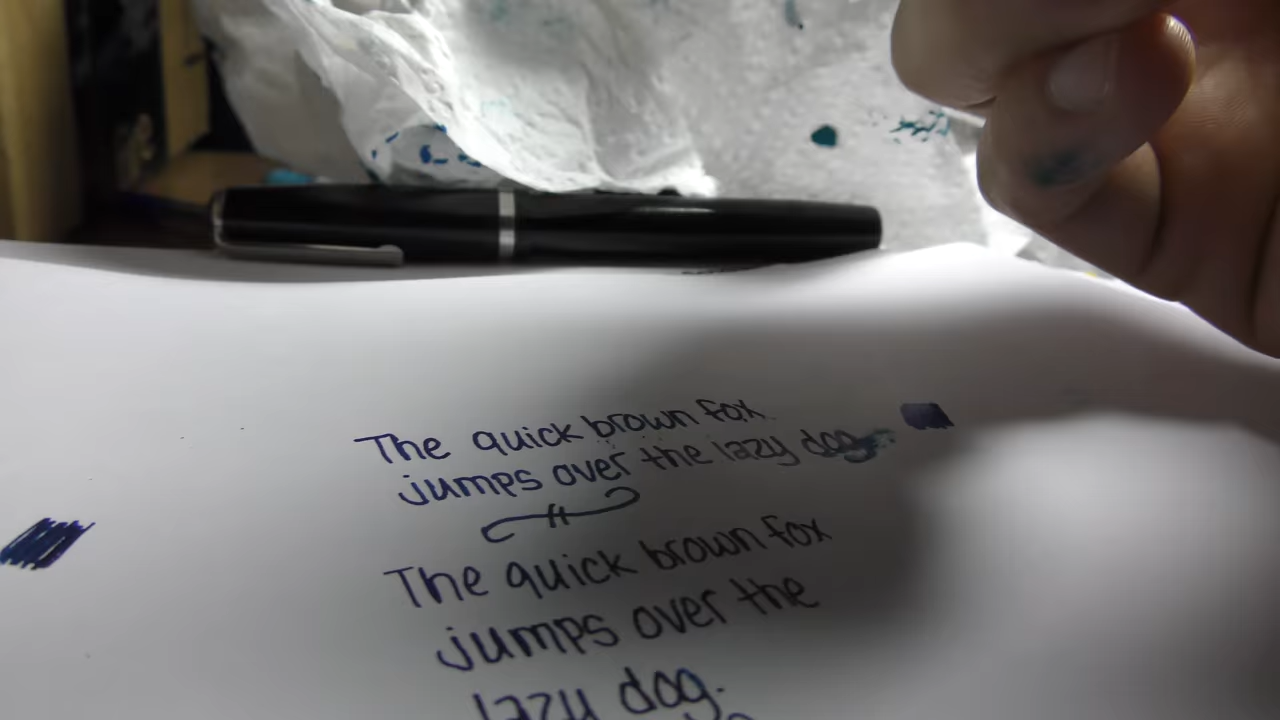 The quick brown fox
jumps over the lazy dog
The quick brown fox
jumps over the
lazy dog.